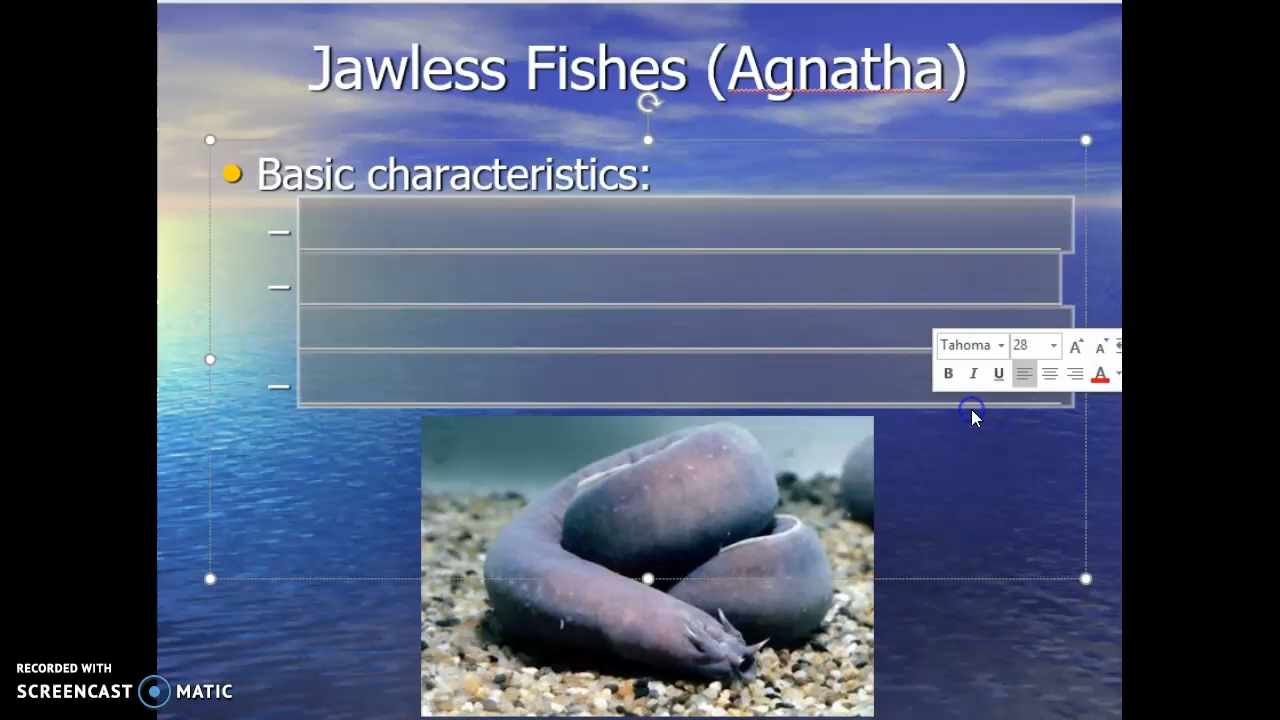 Jawless Fishes (Agnatha)
Basic characteristics:
Tahoma 28
B I U A
RECORDED WITH
SCREENCAST MATIC